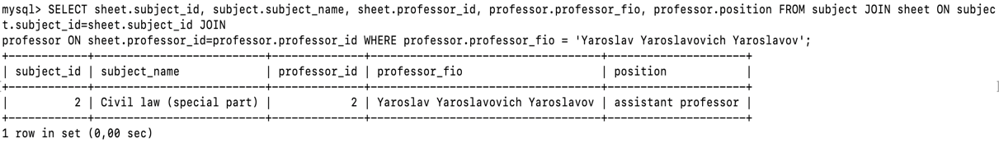 mysql> SELECT sheet.subject_id, subject.subject_name, sheet.professor_id, professor.professor_fio, professor.position FROM subject JOIN sheet ON subjec
t.subject_id=sheet.subject_id JOIN
professor ON sheet.professor_id=professor.professor_id WHERE professor.professor_fio = 'Yaroslav Yaroslavovich Yaroslavov';
+------------+---------------------------+--------------+-----------------------------------+---------------------+
| subject_id | subject_name              | professor_id | professor_fio                     | position            |
+------------+---------------------------+--------------+-----------------------------------+---------------------+
|          2 | Civil law (special part) |            2 | Yaroslav Yaroslavovich Yaroslavov | assistant professor |
+------------+---------------------------+--------------+-----------------------------------+---------------------+
1 row in set (0,00 sec)